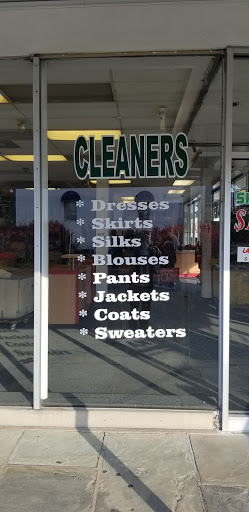 CLEANERS
* Dresses
* Skirts
* Silks
* Blouses
* Pants
* Jackets
* Coats
* Sweaters